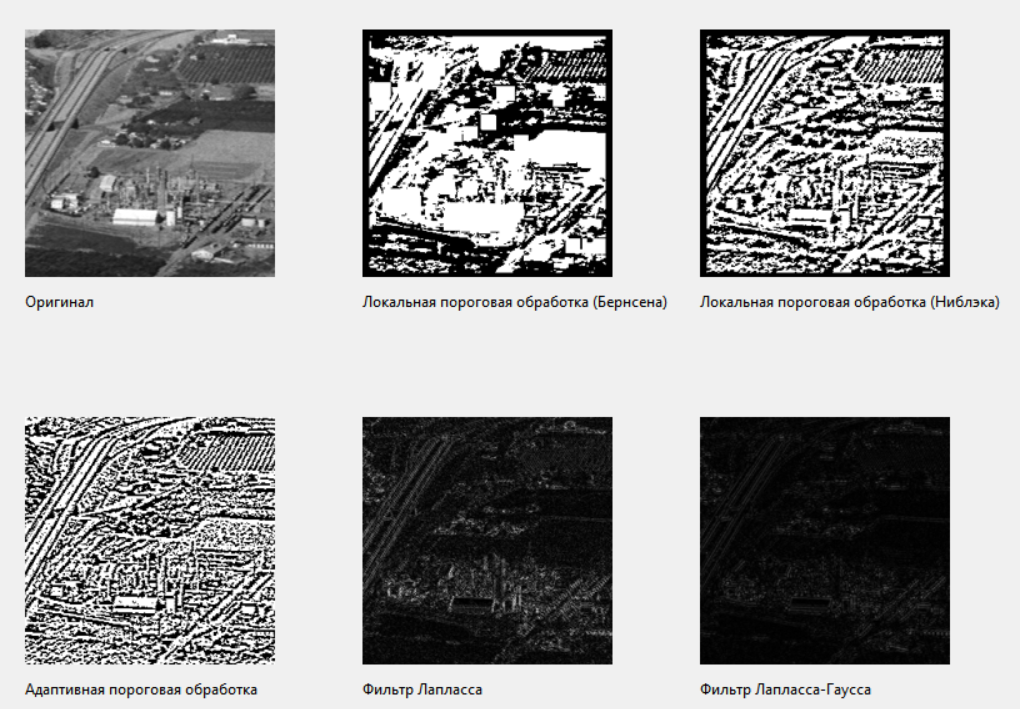 Оригинал
Локальная пороговая обработка (Бернсена)
Локальная пороговая обработка (Ниблэка)
Адаптивная пороговая обработка
Фильтр Лапласса
Фильтр Лапласса-Гаусса